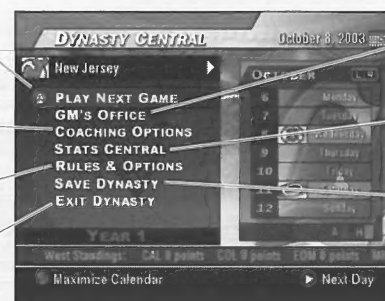 DYNASTY CENTRAL
October 8, 2003
New Jersey
OCTOBER
L R
PLAY NEXT GAME
GM'S OFFICE
COACHING OPTIONS
STATS CENTRAL
RULES & OPTIONS
SAVE DYNASTY
EXIT DYNASTY
6 Monday
7 Tuesday
8 Wednesday
9 Thursday
10 Friday
11
12 Sunday
YEAR 1
A H
West Standings: CAL 0 points COL 0 points EDM 0 points
Maximize Calendar
Next Day